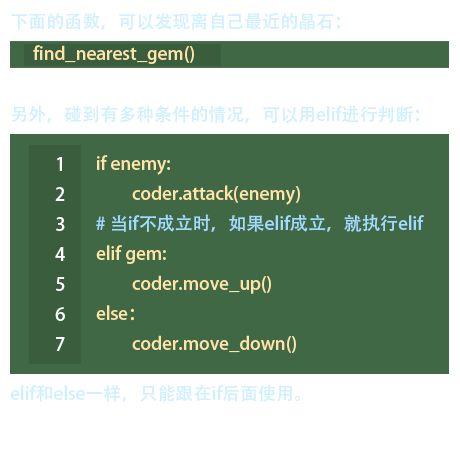 下面的函数，可以发现离自己最近的晶石：
find_nearest_gem()
另外，碰到有多种条件的情况，可以用elif进行判断：
1 if enemy:
2 coder.attack(enemy)
3 # 当if不成立时，如果elif成立，就执行elif
4 elif gem:
5 coder.move_up()
6 else：
7 coder.move_down()
elif和else一样，只能跟在if后面使用。